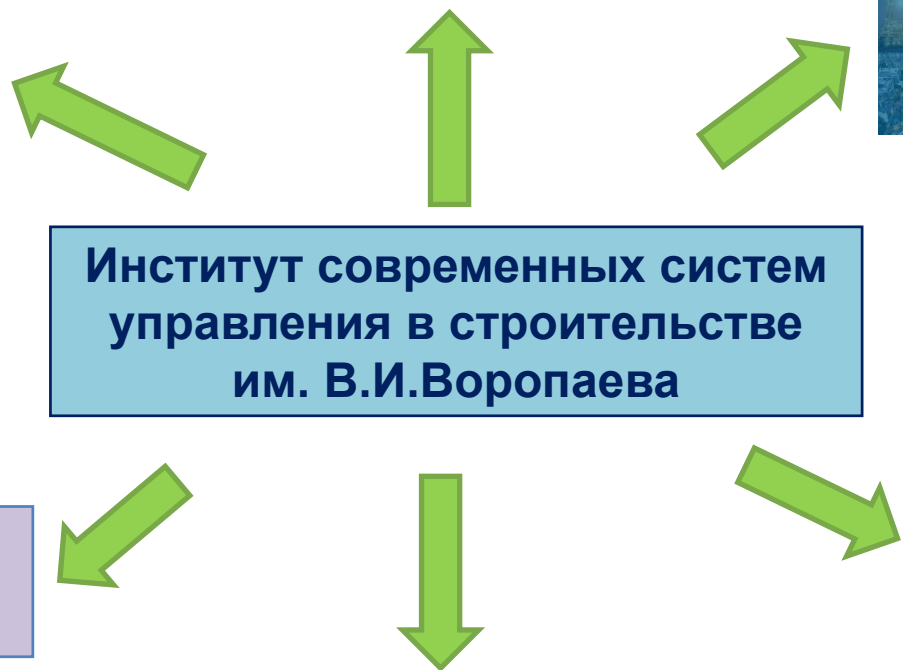 Институт современных систем
управления в строительстве
им. В.И.Воропаева